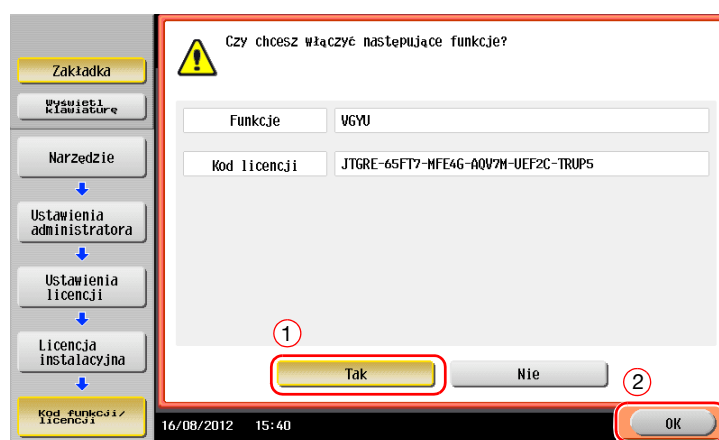 Zakładka
Wyświetl
klawiaturę
Narzędzie
Ustawienia
administratora
Ustawienia
licencji
Licencja
instalacyjna
Kod funkcji/
licencji
Czy chcesz włączyć następujące funkcje?
Funkcje VGYU
Kod licencji JTGRE-65FT7-MFE4G-AQV7M-UEF2C-TRUP5
1
Tak Nie
2
16/08/2012 15:40 OK